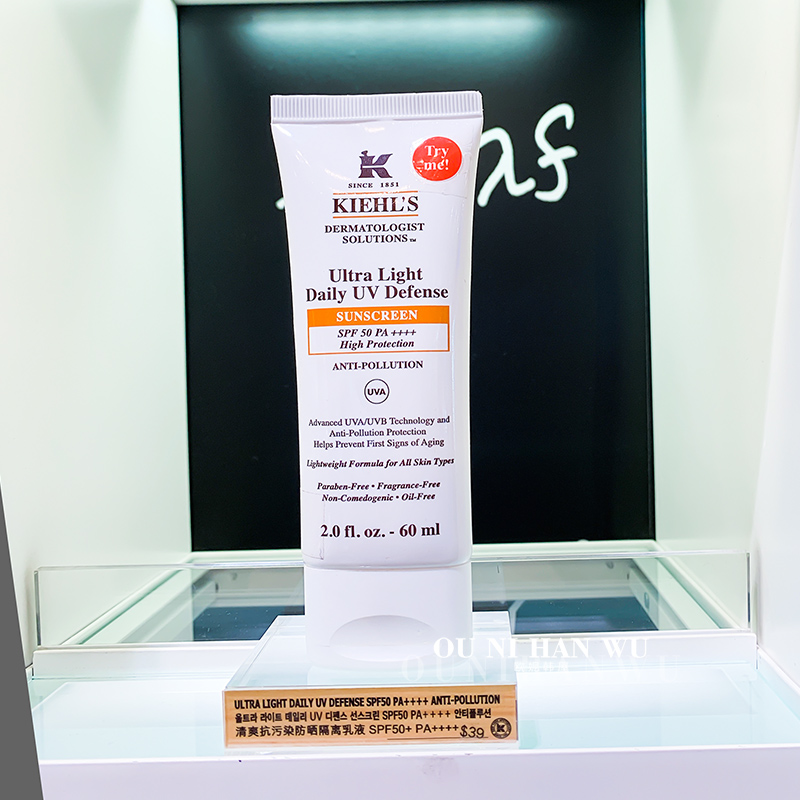 Try
me!
K
SINCE 1851
KIEHL'S
DERMATOLOGIST
SOLUTIONS™
Ultra Light
Daily UV Defense
SUNSCREEN
SPF 50 PA ++++
High Protection
ANTI-POLLUTION
UVA
Advanced UVA/UVB Technology and
Anti-Pollution Protection
Helps Prevent First Signs of Aging
Lightweight Formula for All Skin Types
Paraben-Free • Fragrance-Free
Non-Comedogenic • Oil-Free
2.0 fl. oz. - 60 ml
OU NI HAN WU
ULTRA LIGHT DAILY UV DEFENSE SPF50 PA++++ ANTI-POLLUTION
울트라 라이트 데일리 UV 디펜스 선스크린 SPF50 PA++++ 안티폴루션
清爽抗污染防晒隔离乳液 SPF50+ PA++++ $39